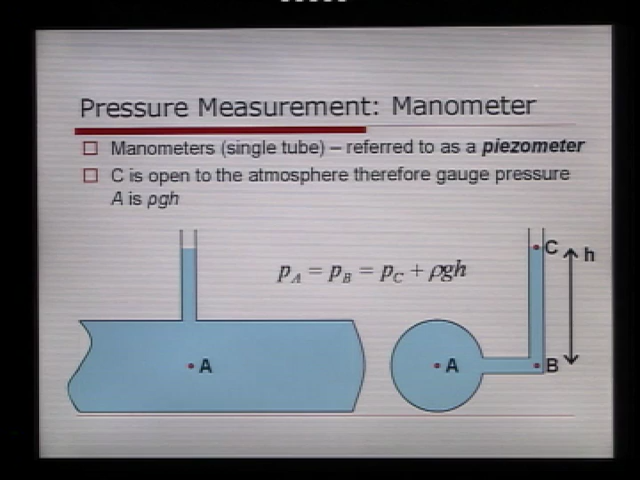 Pressure Measurement: Manometer
Manometers (single tube) – referred to as a piezometer
C is open to the atmosphere therefore gauge pressure
A is ρgh
p_A = p_B = p_C + ρgh
C
h
A
A
B